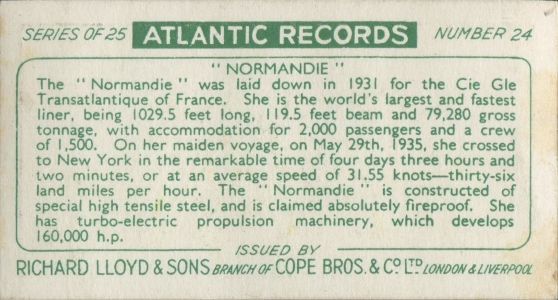 SERIES OF 25 ATLANTIC RECORDS NUMBER 24
"NORMANDIE"
The "Normandie" was laid down in 1931 for the Cie Gle
Transatlantique of France. She is the world's largest and fastest
liner, being 1029.5 feet long, 119.5 feet beam and 79,280 gross
tonnage, with accommodation for 2,000 passengers and a crew
of 1,500. On her maiden voyage, on May 29th, 1935, she crossed
to New York in the remarkable time of four days three hours and
two minutes, or at an average speed of 31.55 knots—thirty-six
land miles per hour. The "Normandie" is constructed of
special high tensile steel, and is claimed absolutely fireproof. She
has turbo-electric propulsion machinery, which develops
160,000 h.p.
ISSUED BY
RICHARD LLOYD & SONS BRANCH OF COPE BROS. & CO LTD LONDON & LIVERPOOL